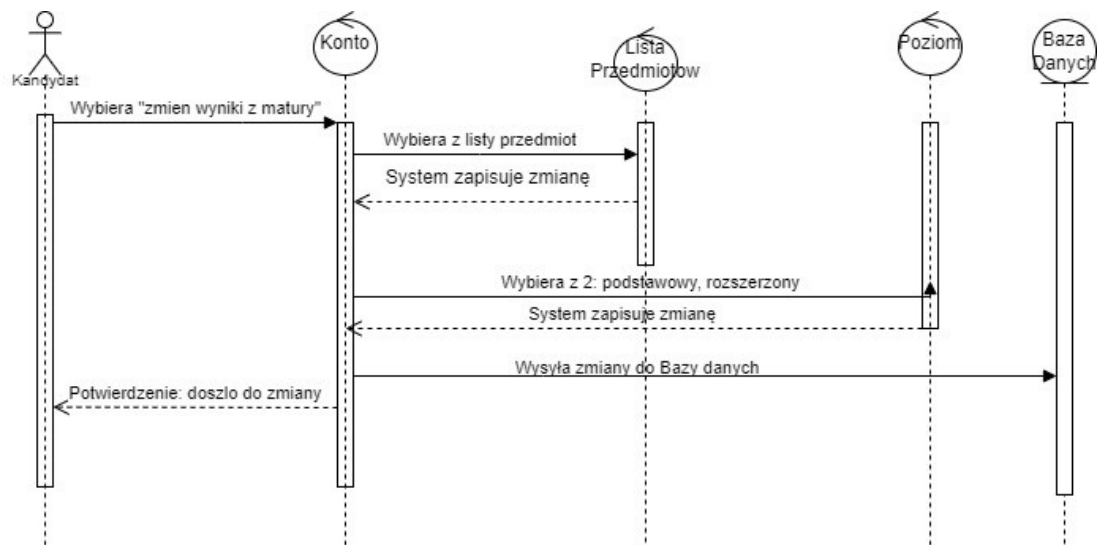 Kandydat
Konto
Lista
Przedmiotow
Poziom
Baza
Danych
Wybiera "zmien wyniki z matury"
Wybiera z listy przedmiot
System zapisuje zmianę
Wybiera z 2: podstawowy, rozszerzony
System zapisuje zmianę
Wysyła zmiany do Bazy danych
Potwierdzenie: doszlo do zmiany